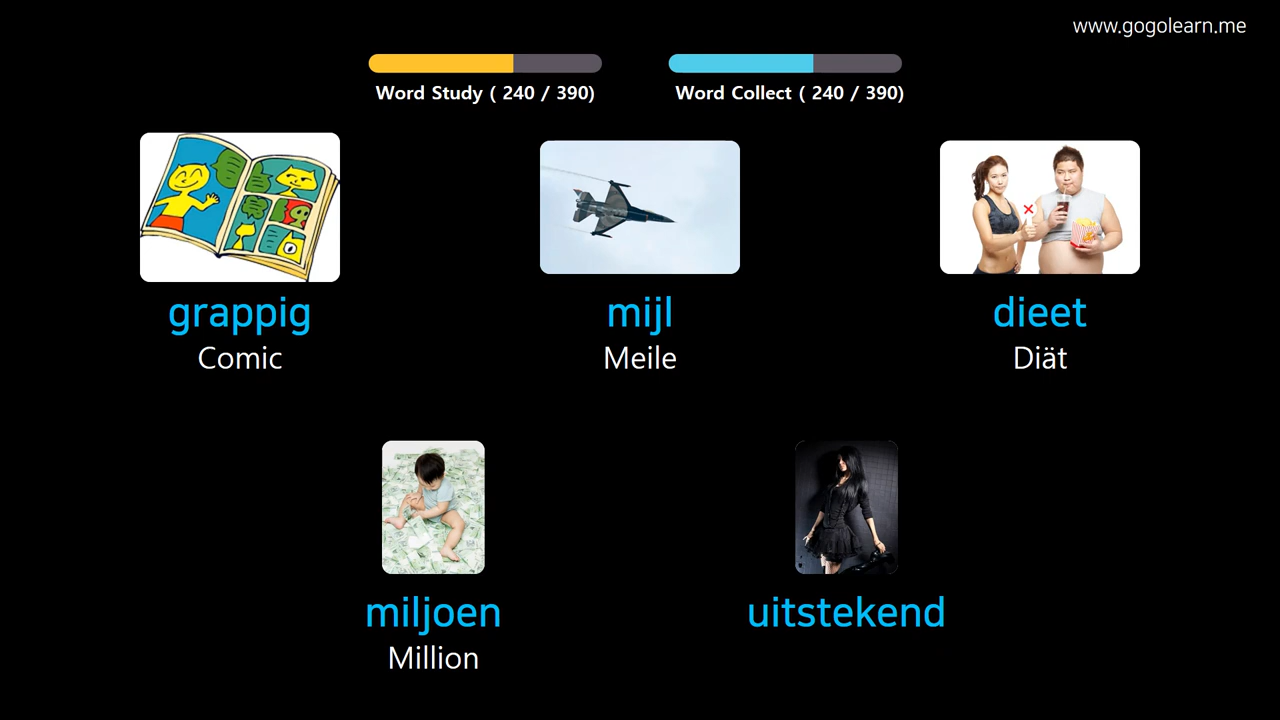 www.gogolearn.me
Word Study ( 240 / 390)
Word Collect ( 240 / 390)
grappig
Comic
mijl
Meile
dieet
Diät
miljoen
Million
uitstekend